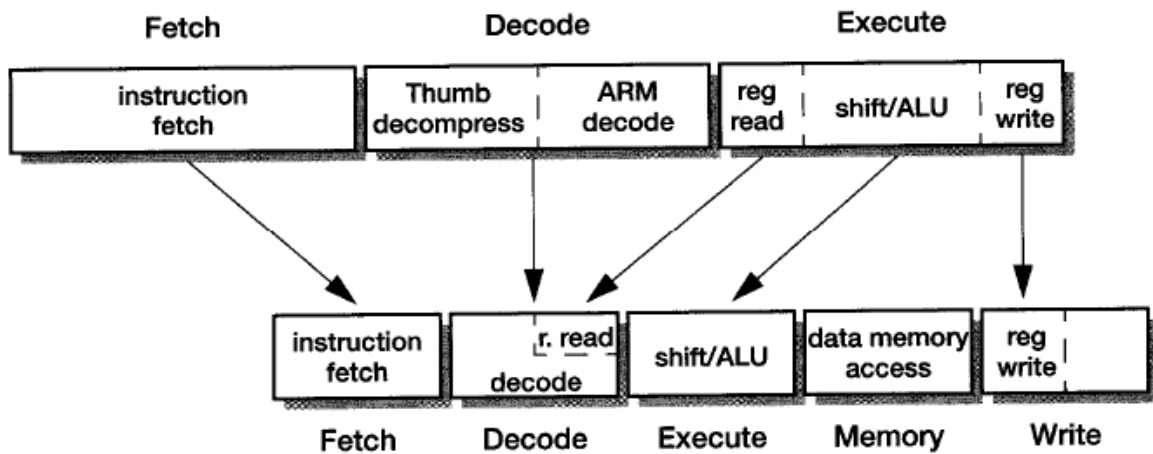 Fetch Decode Execute
instruction
fetch
Thumb
decompress
ARM
decode
reg
read
shift/ALU
reg
write
instruction
fetch
r. read
decode
shift/ALU
data memory
access
reg
write
Fetch Decode Execute Memory Write